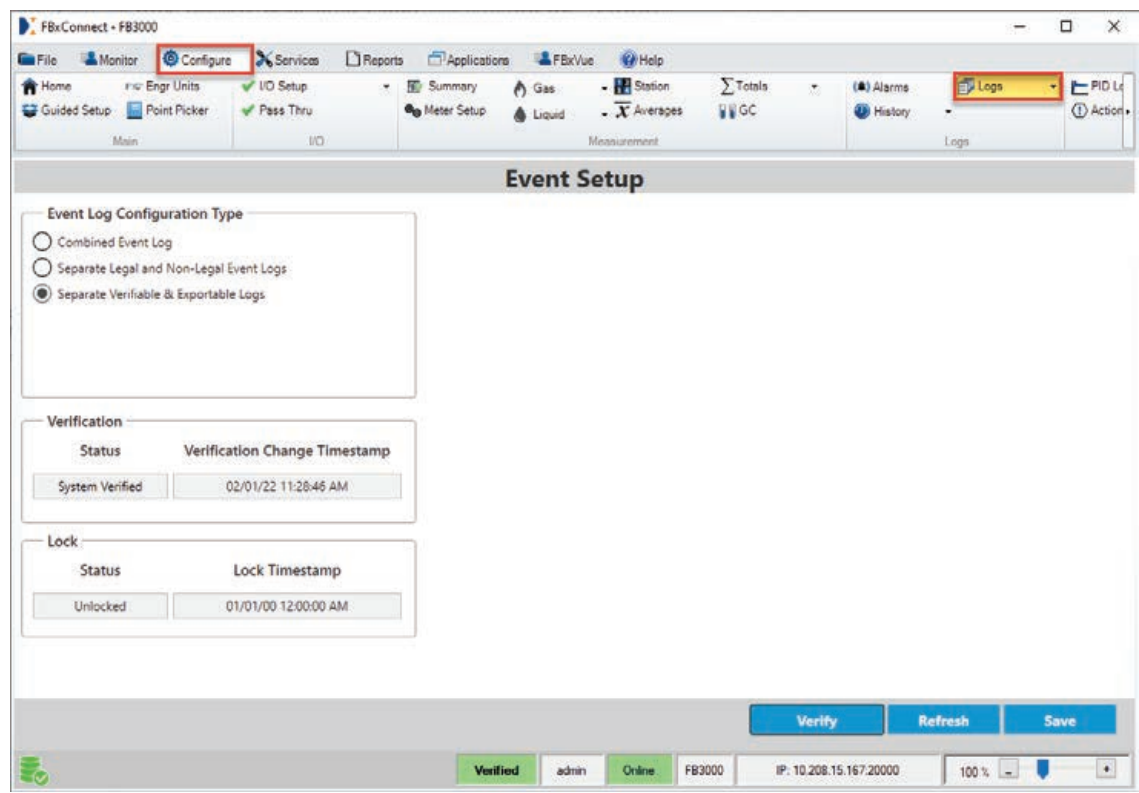 FBxConnect - FB3000
File Monitor Configure Services Reports Applications FBxVue Help
Home Engr Units I/O Setup Summary Gas Station Totals Alarms Logs PID Lo
Guided Setup Point Picker Pass Thru Meter Setup Liquid Averages GC History Action
Main I/O Measurement Logs
Event Setup
Event Log Configuration Type
Combined Event Log
Separate Legal and Non-Legal Event Logs
Separate Verifiable & Exportable Logs
Verification
Status Verification Change Timestamp
System Verified 02/01/22 11:28:46 AM
Lock
Status Lock Timestamp
Unlocked 01/01/00 12:00:00 AM
Verify Refresh Save
Verified admin Online FB3000 IP: 10.208.15.167:20000 100 %